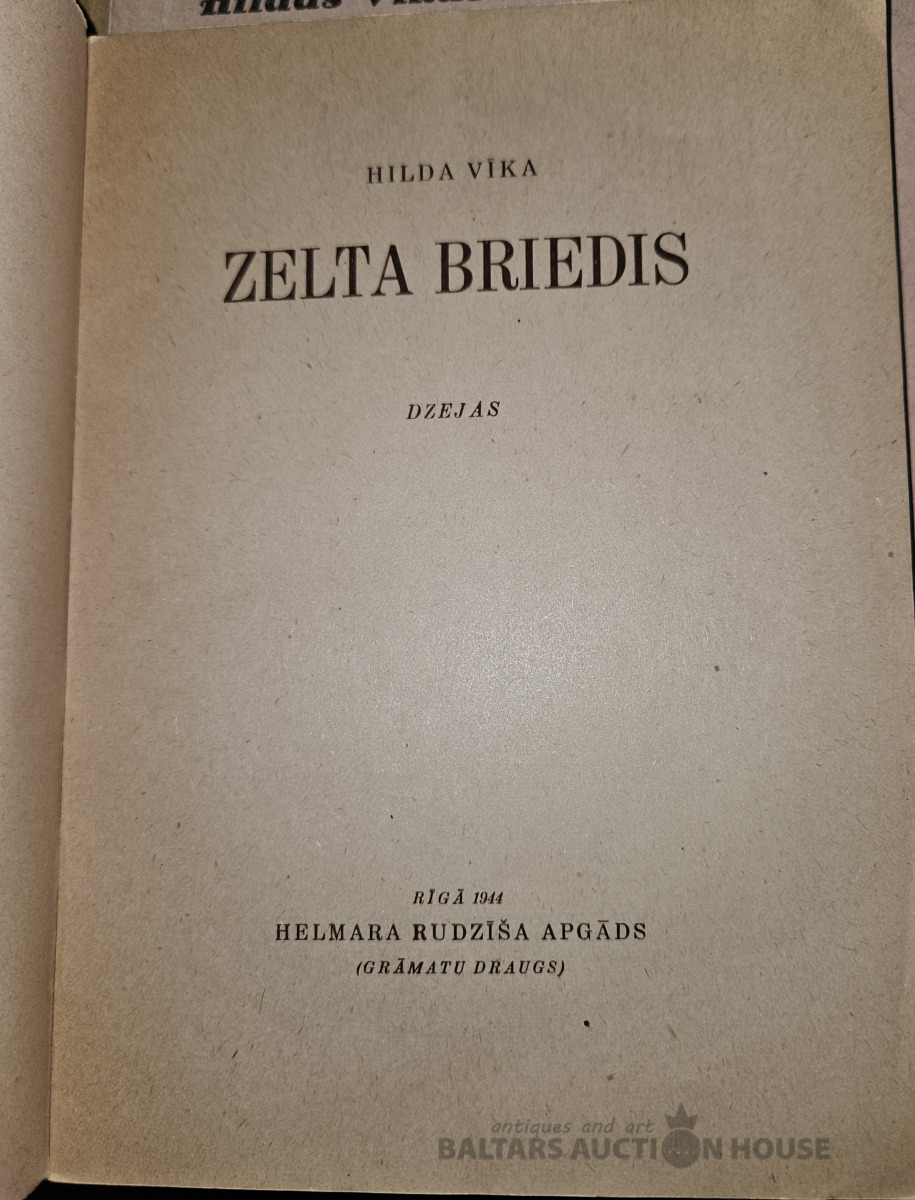 HILDA VĪKA
ZELTA BRIEDIS
DZEJAS
RĪGĀ 1944
HELMARA RUDZĪŠA APGĀDS
(GRĀMATU DRAUGS)
antiques and art
BALTARS AUCTION HOUSE